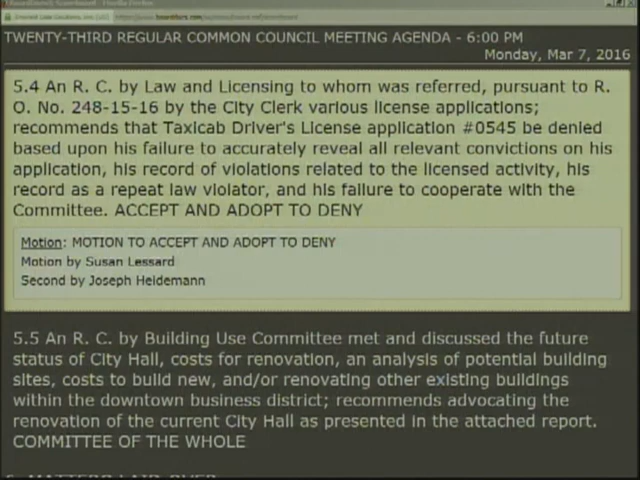 TWENTY-THIRD REGULAR COMMON COUNCIL MEETING AGENDA - 6:00 PM
Monday, Mar 7, 2016
5.4 An R. C. by Law and Licensing to whom was referred, pursuant to R.
O. No. 248-15-16 by the City Clerk various license applications;
recommends that Taxicab Driver's License application #0545 be denied
based upon his failure to accurately reveal all relevant convictions on his
application, his record of violations related to the licensed activity, his
record as a repeat law violator, and his failure to cooperate with the
Committee. ACCEPT AND ADOPT TO DENY
Motion: MOTION TO ACCEPT AND ADOPT TO DENY
Motion by Susan Lessard
Second by Joseph Heidemann
5.5 An R. C. by Building Use Committee met and discussed the future
status of City Hall, costs for renovation, an analysis of potential building
sites, costs to build new, and/or renovating other existing buildings
within the downtown business district; recommends advocating the
renovation of the current City Hall as presented in the attached report.
COMMITTEE OF THE WHOLE